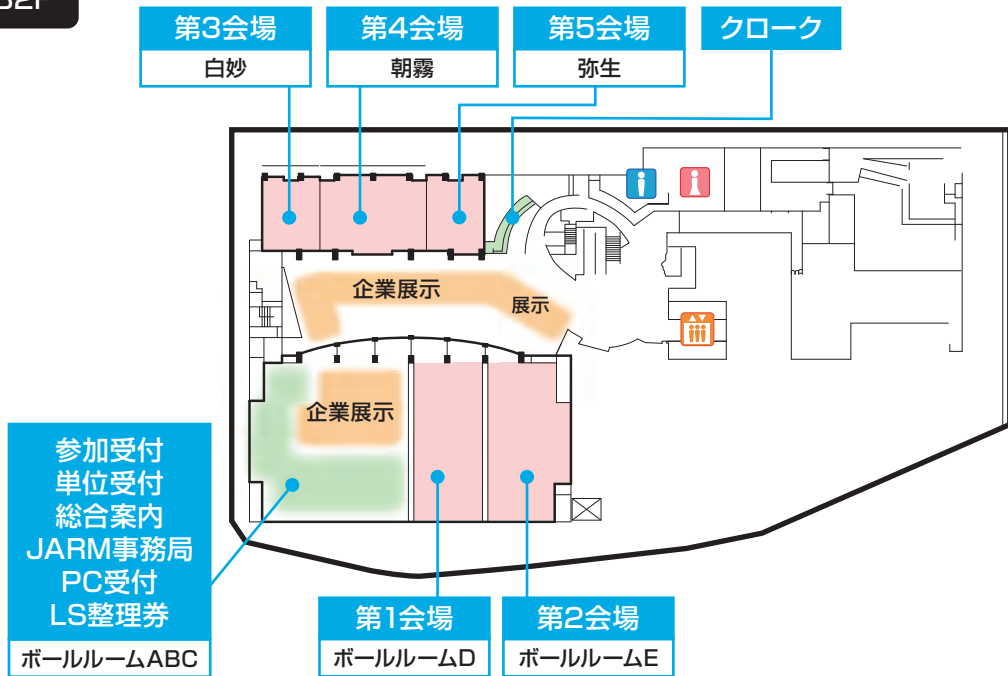 第3会場
白妙
第4会場
朝霧
第5会場
弥生
クローク
企業展示
展示
企業展示
参加受付
単位受付
総合案内
JARM事務局
PC受付
LS整理券
ボールルームABC
第1会場
ボールルームD
第2会場
ボールルームE